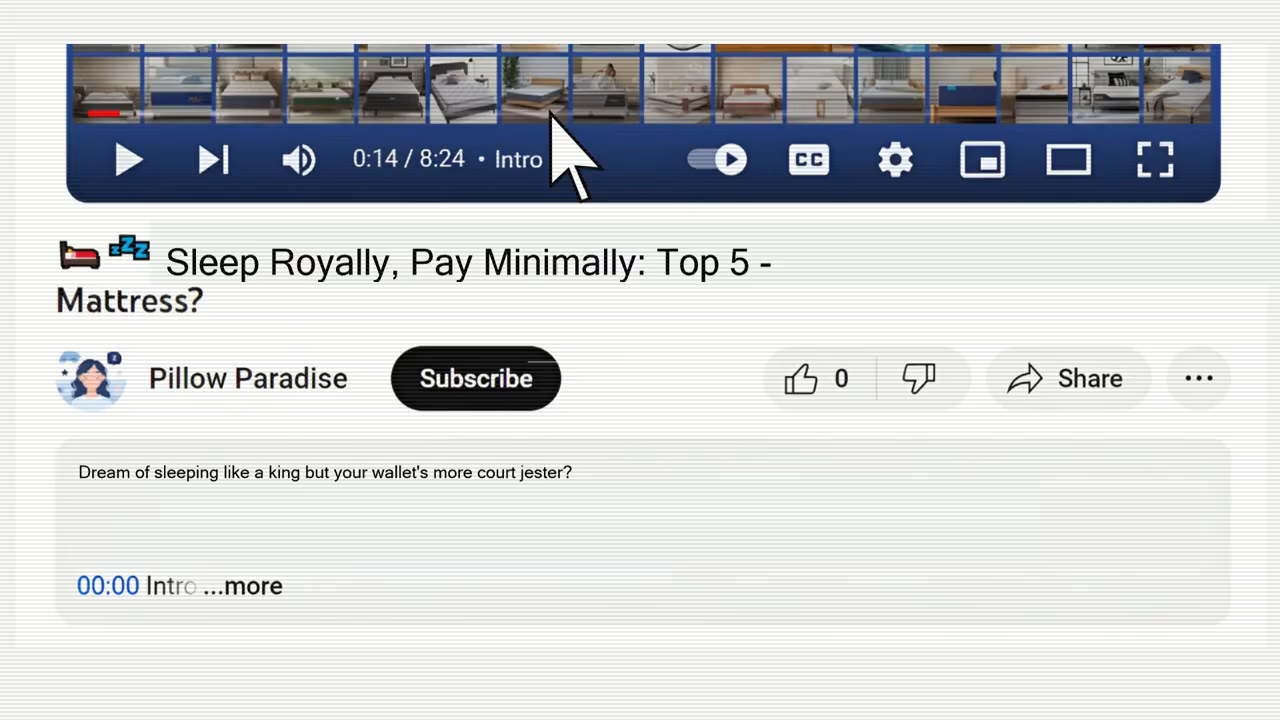 0:14 / 8:24 • Intro
CC
💤 Sleep Royally, Pay Minimally: Top 5 -
Mattress?
Pillow Paradise
Subscribe
0
Share
Dream of sleeping like a king but your wallet's more court jester?
00:00 Intro ...more